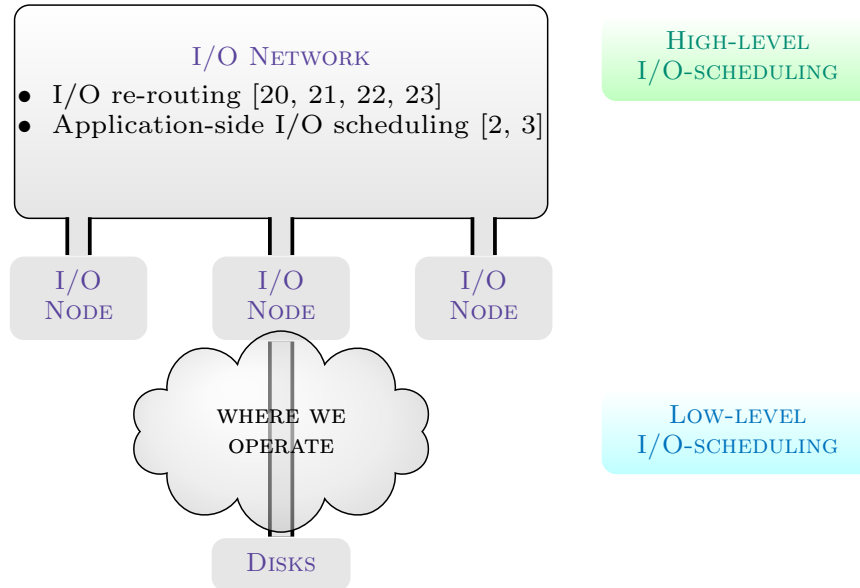 I/O Network
• I/O re-routing [20, 21, 22, 23]
• Application-side I/O scheduling [2, 3]
High-level
I/O-scheduling
I/O
Node
I/O
Node
I/O
Node
where we
operate
Low-level
I/O-scheduling
Disks